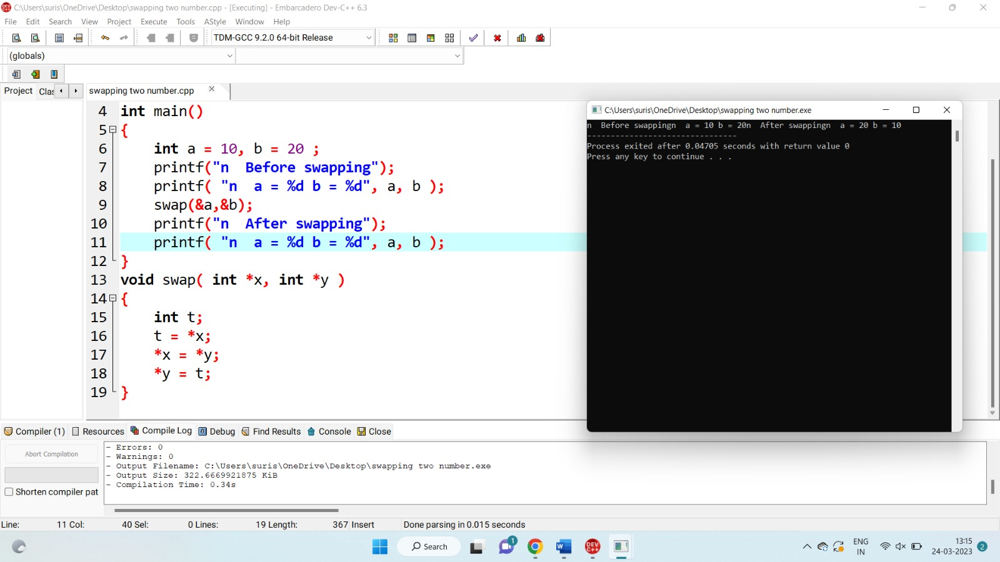 C:\Users\suris\OneDrive\Desktop\swapping two number.cpp - [Executing] - Embarcadero Dev-C++ 6.3
File Edit Search View Project Execute Tools AStyle Window Help
TDM-GCC 9.2.0 64-bit Release
(globals)
Project Clas
swapping two number.cpp
4 int main()
5 {
6 int a = 10, b = 20 ;
7 printf("n  Before swapping");
8 printf( "n  a = %d b = %d", a, b );
9 swap(&a,&b);
10 printf("n  After swapping");
11 printf( "n  a = %d b = %d", a, b );
12 }
13 void swap( int *x, int *y )
14 {
15 int t;
16 t = *x;
17 *x = *y;
18 *y = t;
19 }
C:\Users\suris\OneDrive\Desktop\swapping two number.exe
n  Before swappingn  a = 10 b = 20n  After swappingn  a = 20 b = 10
--------------------------------
Process exited after 0.04705 seconds with return value 0
Press any key to continue . . .
Compiler (1) Resources Compile Log Debug Find Results Console Close
Abort Compilation
Shorten compiler pat
- Errors: 0
- Warnings: 0
- Output Filename: C:\Users\suris\OneDrive\Desktop\swapping two number.exe
- Output Size: 322.6669921875 KiB
- Compilation Time: 0.34s
Line: 11 Col: 40 Sel: 0 Lines: 19 Length: 367 Insert Done parsing in 0.015 seconds
Search
1
W
DEV C++
ENG
IN
13:15
24-03-2023
2